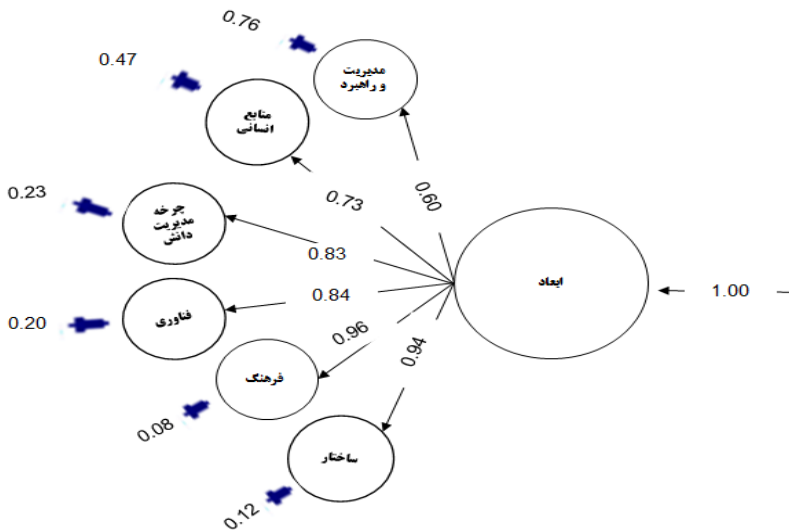 0.76
مدیریت
و راهبرد
0.47
منابع
انسانی
0.60
0.73
0.23
چرخه
مدیریت
دانش
0.83
ابعاد
1.00
0.84
0.20
فناوری
0.96
0.94
فرهنگ
0.08
ساختار
0.12